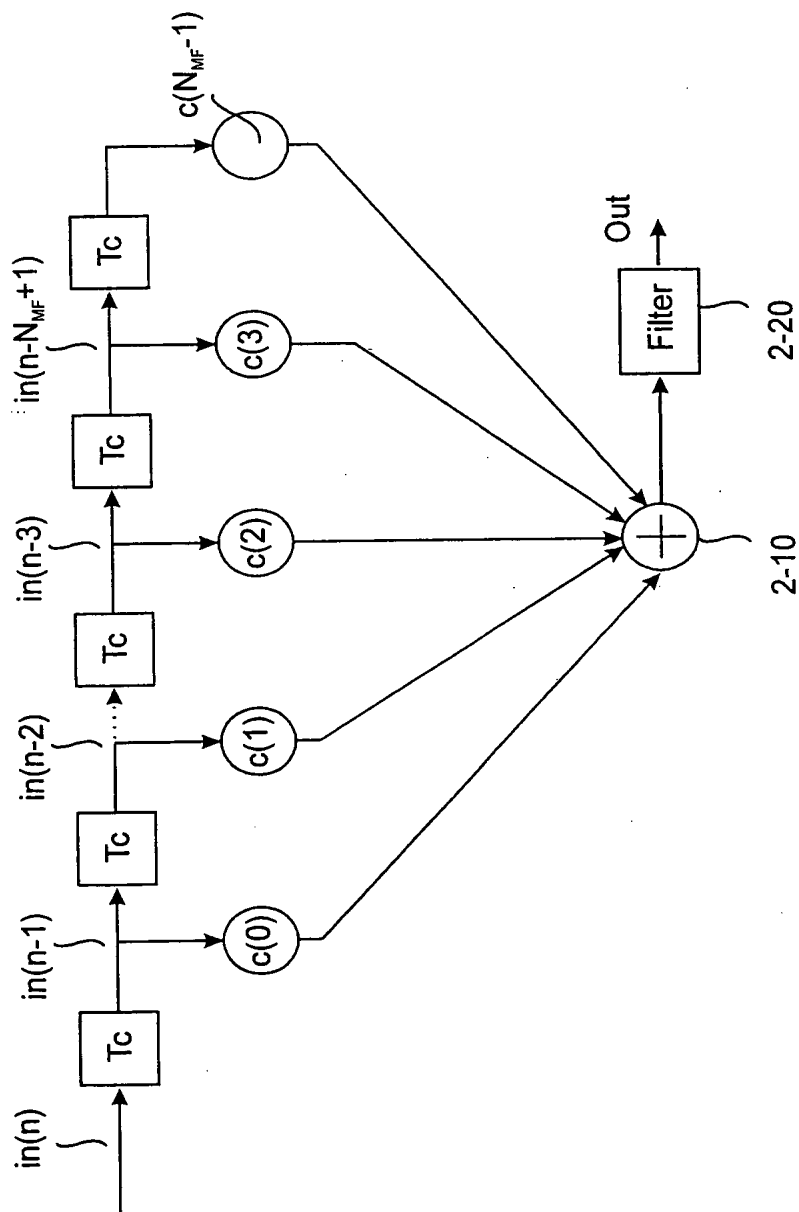 in(n)
in(n-1)
in(n-2)
in(n-3)
in(n-N_MF+1)
Tc
Tc
Tc
Tc
Tc
c(0)
c(1)
c(2)
c(3)
c(N_MF-1)
Filter
Out
2-10
2-20